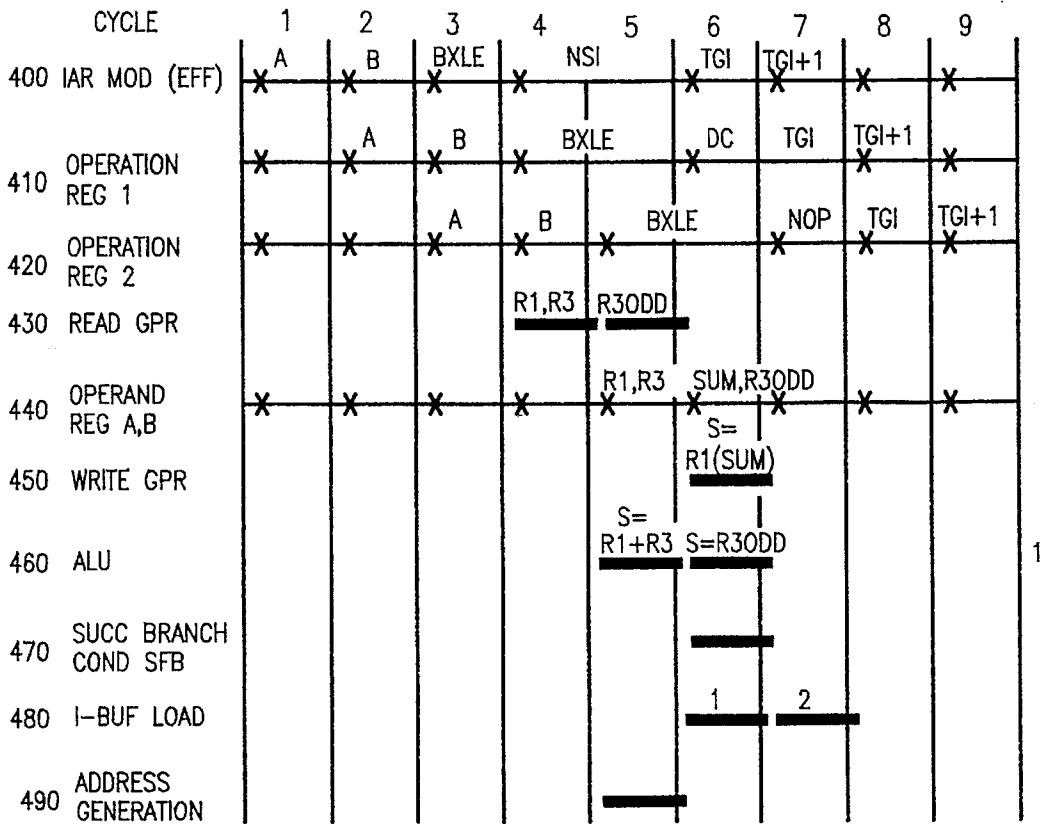 CYCLE 1 2 3 4 5 6 7 8 9
400 IAR MOD (EFF) A B BXLE NSI TGI TGI+1
410 OPERATION REG 1 A B BXLE DC TGI TGI+1
420 OPERATION REG 2 A B BXLE NOP TGI TGI+1
430 READ GPR R1,R3 R3ODD
440 OPERAND REG A,B R1,R3 SUM,R3ODD
450 WRITE GPR S= R1(SUM)
460 ALU S= R1+R3 S=R3ODD
1
470 SUCC BRANCH COND SFB
480 I-BUF LOAD 1 2
490 ADDRESS GENERATION